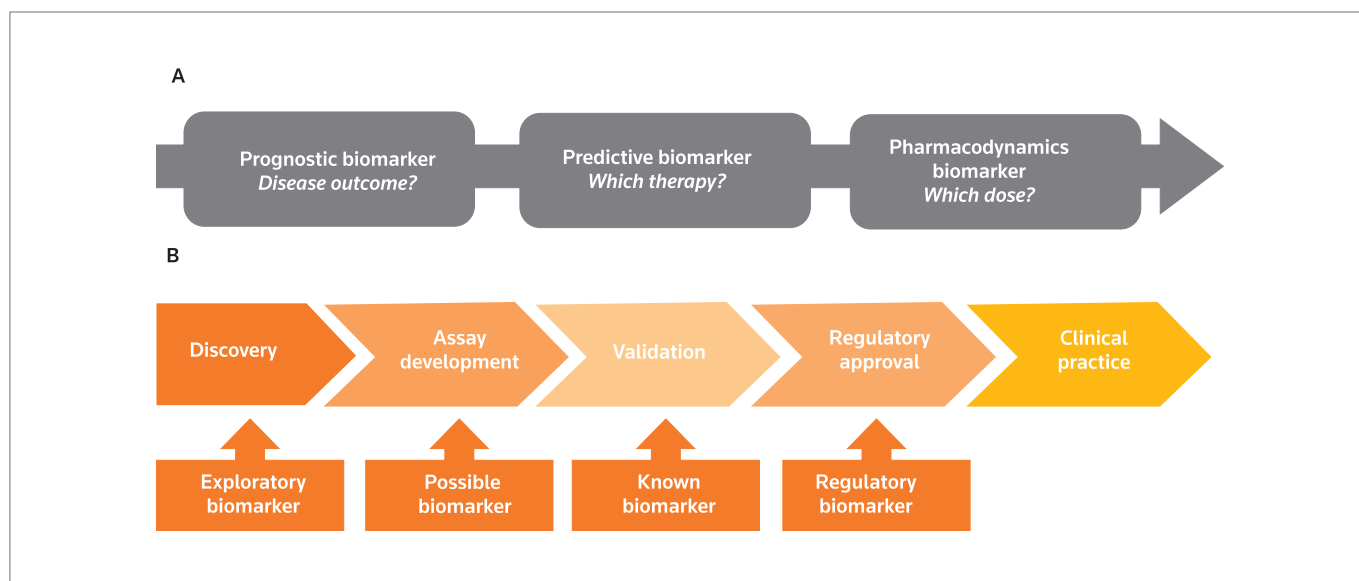 A
Prognostic biomarker
Disease outcome?
Predictive biomarker
Which therapy?
Pharmacodynamics
biomarker
Which dose?
B
Discovery
Assay
development
Validation
Regulatory
approval
Clinical
practice
Exploratory
biomarker
Possible
biomarker
Known
biomarker
Regulatory
biomarker